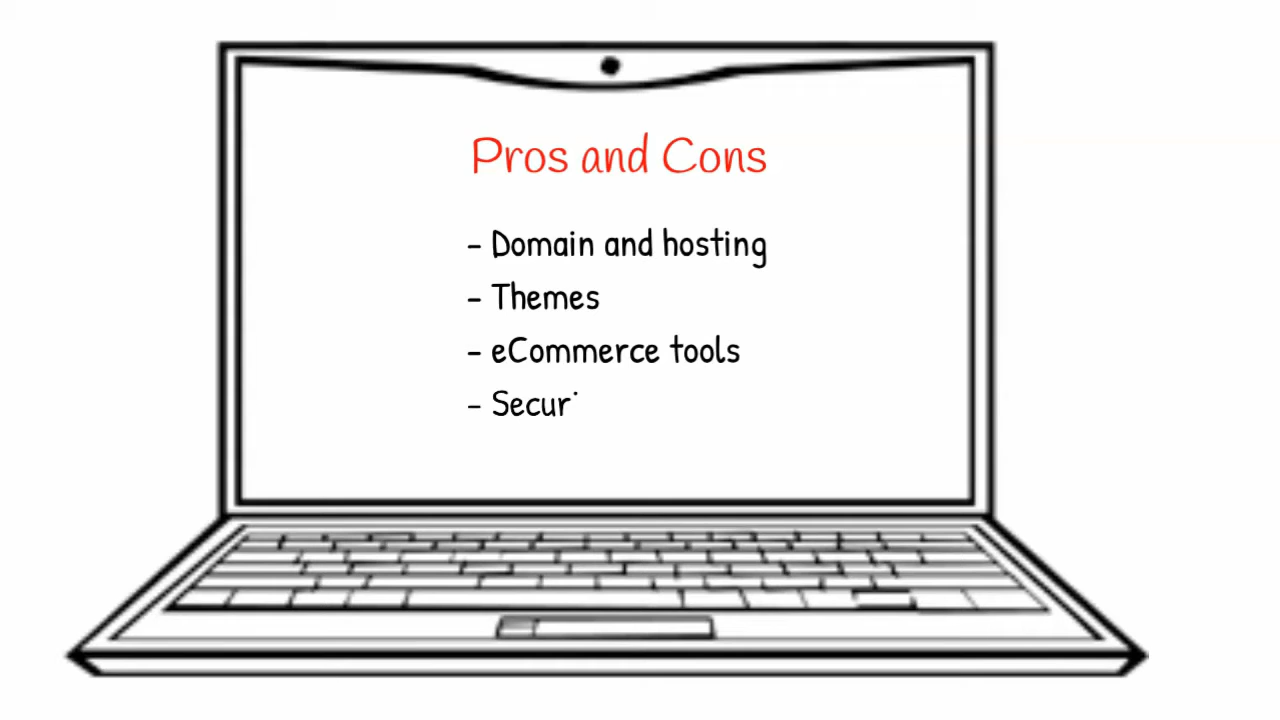 Pros and Cons
- Domain and hosting
- Themes
- eCommerce tools
- Secur